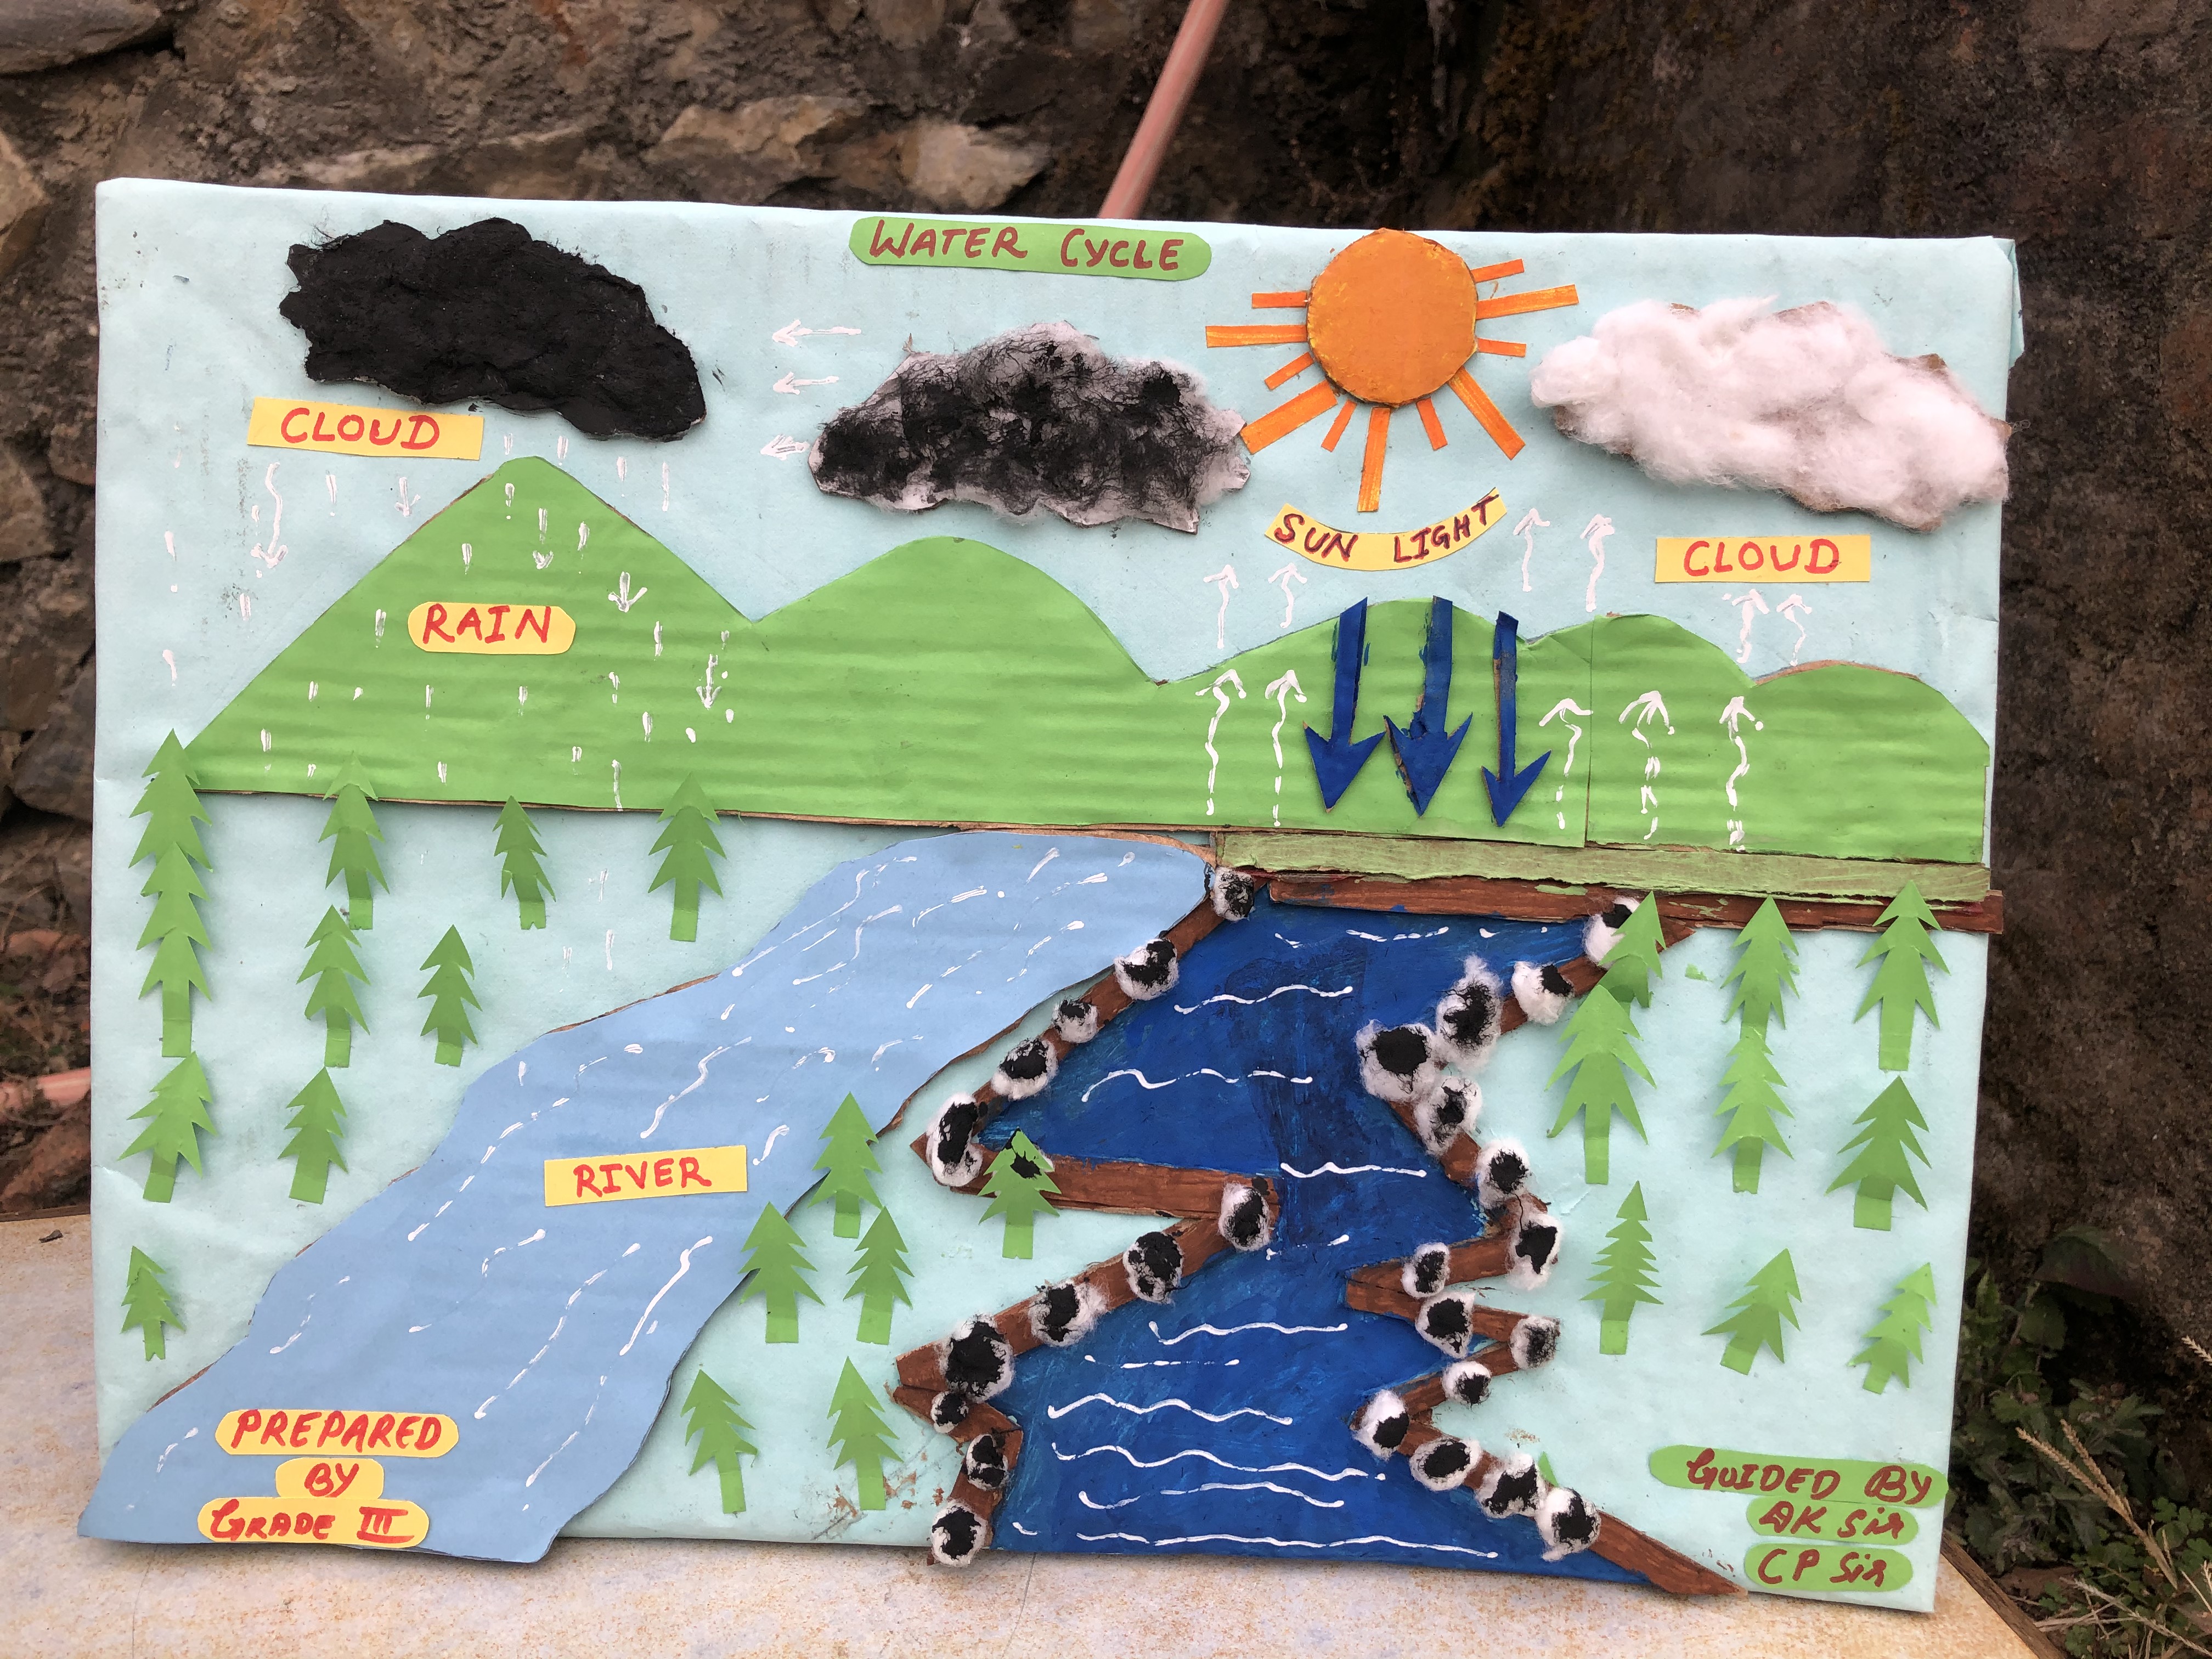 WATER CYCLE
CLOUD
SUN LIGHT
CLOUD
RAIN
RIVER
PREPARED
BY
GRADE III
GUIDED BY
AK Sir
CP Sir